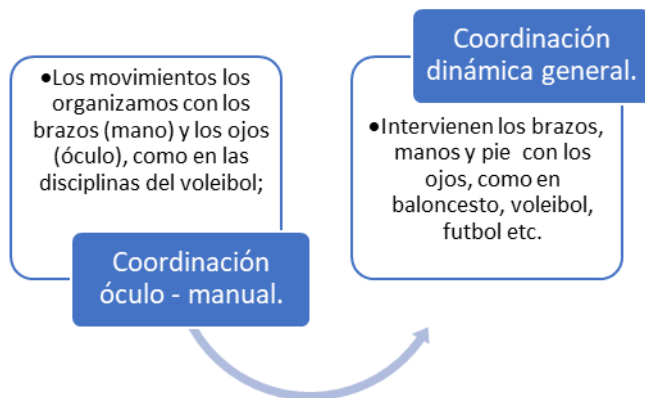 •Los movimientos los
organizamos con los
brazos (mano) y los ojos
(óculo), como en las
disciplinas del voleibol;
Coordinación
óculo - manual.
Coordinación
dinámica general.
•Intervienen los brazos,
manos y pie  con los
ojos, como en
baloncesto, voleibol,
futbol etc.